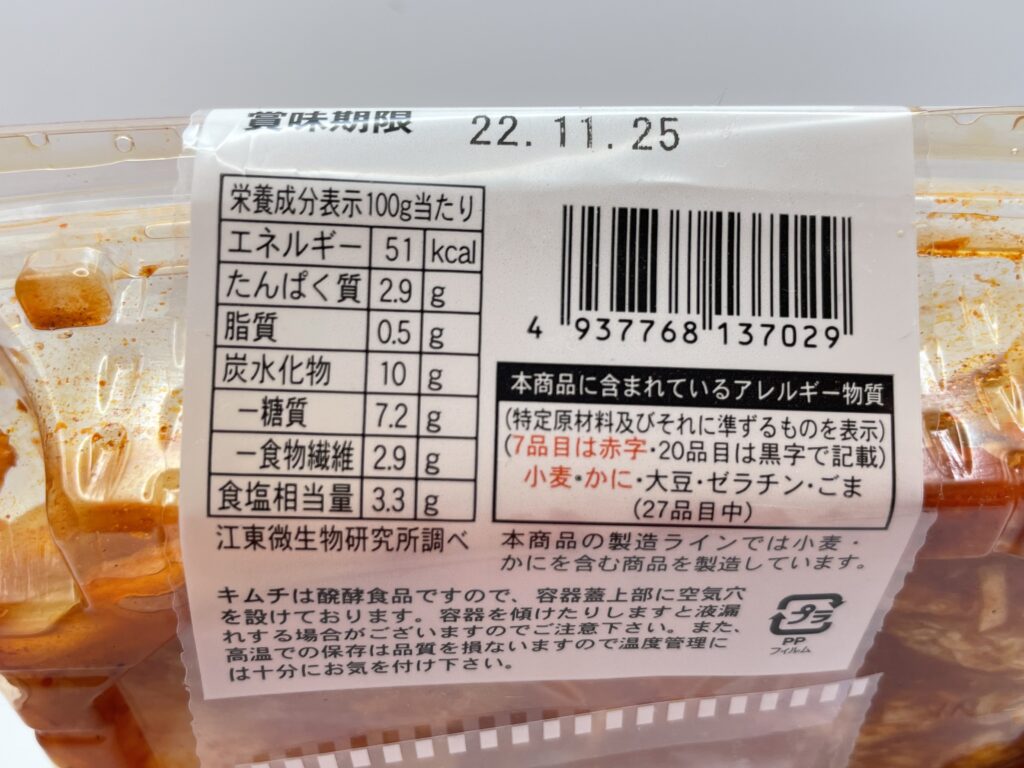 賞味期限 22.11.25
栄養成分表示100g当たり
エネルギー 51 kcal
たんぱく質 2.9 g
脂質 0.5 g
炭水化物 10 g
ー糖質 7.2 g
ー食物繊維 2.9 g
食塩相当量 3.3 g
江東微生物研究所調べ
4 937768 137029
本商品に含まれているアレルギー物質
(特定原材料及びそれに準ずるものを表示)
(7品目は赤字・20品目は黒字で記載)
小麦・かに・大豆・ゼラチン・ごま
(27品目中)
本商品の製造ラインでは小麦・
かにを含む商品を製造しています。
キムチは醗酵食品ですので、容器蓋上部に空気穴
を設けております。容器を傾けたりしますと液漏
れする場合がございますのでご注意下さい。また、
高温での保存は品質を損ないますので温度管理に
は十分にお気を付け下さい。
プラ
PP
フィルム